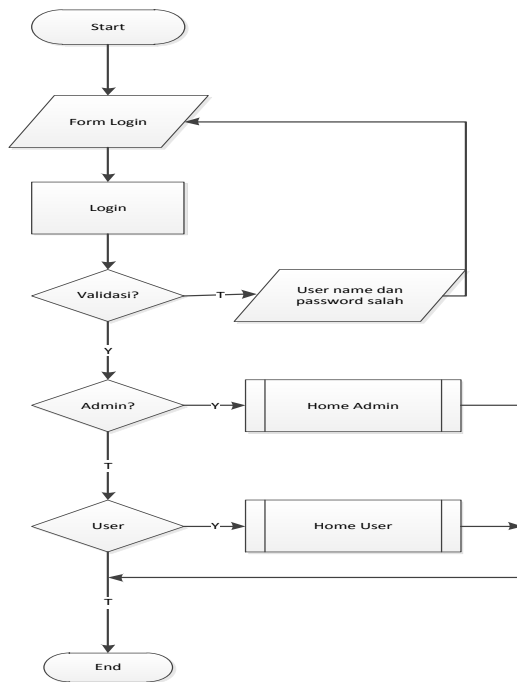 Start
Form Login
Login
Validasi?
T
User name dan
password salah
Y
Admin?
Y
Home Admin
T
User
Y
Home User
T
End